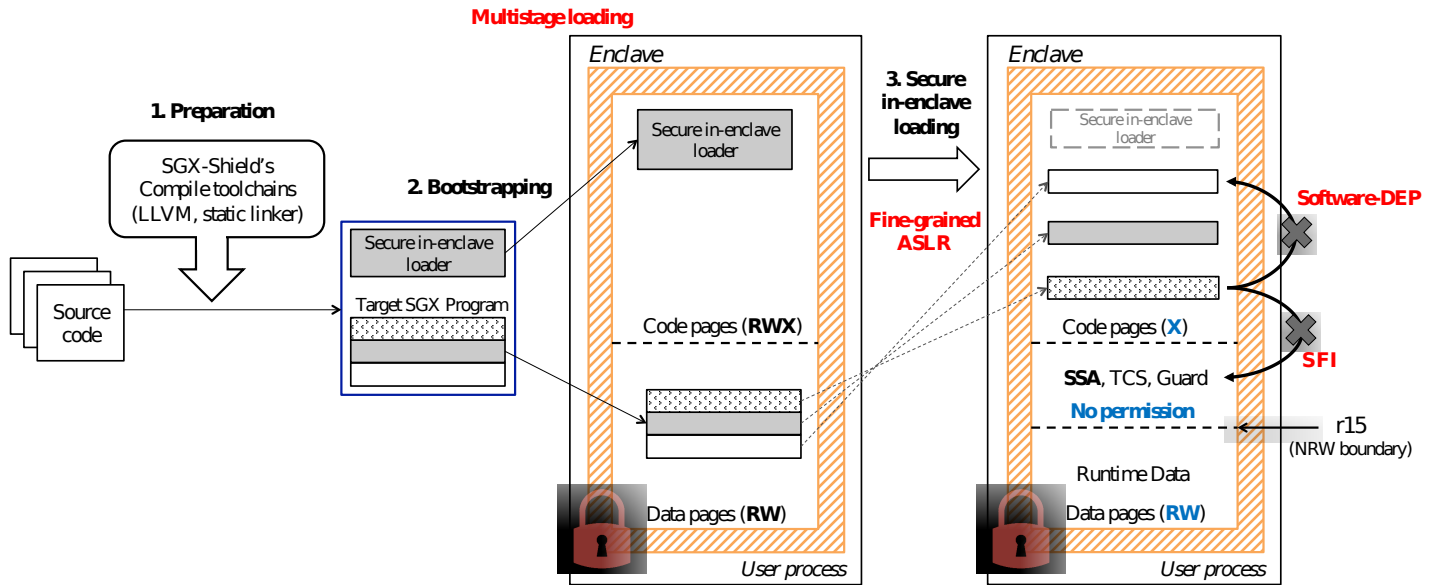 Multistage loading
1. Preparation
SGX-Shield's
Compile toolchains
(LLVM, static linker)
Source
code
2. Bootstrapping
Secure in-enclave
loader
Target SGX Program
Enclave
Secure in-enclave
loader
Code pages (RWX)
Data pages (RW)
User process
3. Secure
in-enclave
loading
Fine-grained
ASLR
Enclave
Secure in-enclave
loader
Code pages (X)
SSA, TCS, Guard
No permission
Runtime Data
Data pages (RW)
User process
Software-DEP
SFI
r15
(NRW boundary)